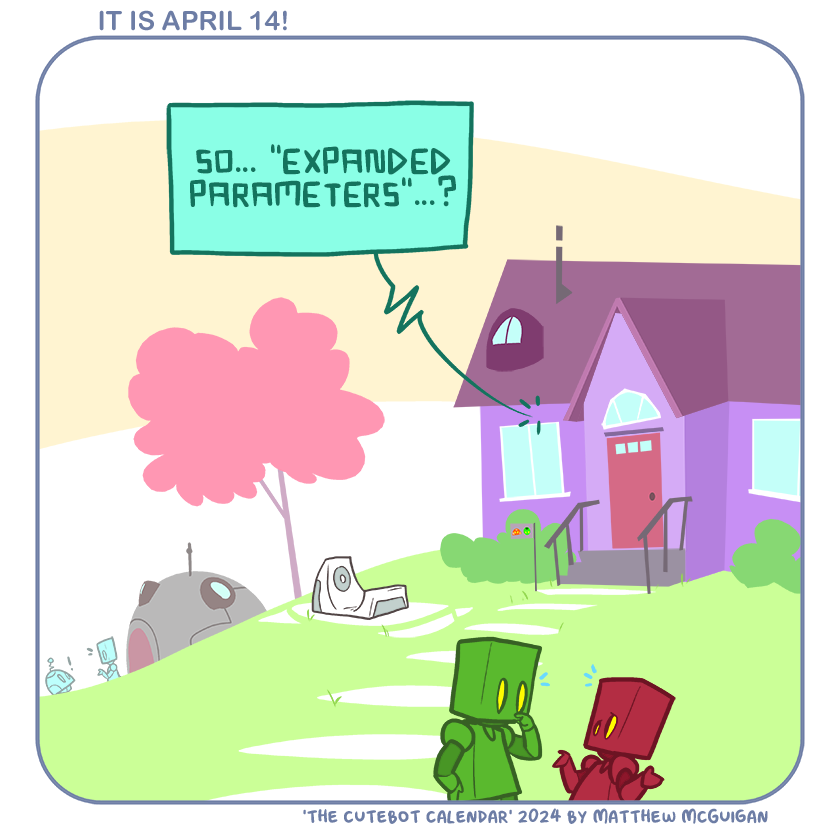 IT IS APRIL 14!
SO... "EXPANDED
PARAMETERS"...?
'THE CUTEBOT CALENDAR' 2024 BY MATTHEW MCGUIGAN
!